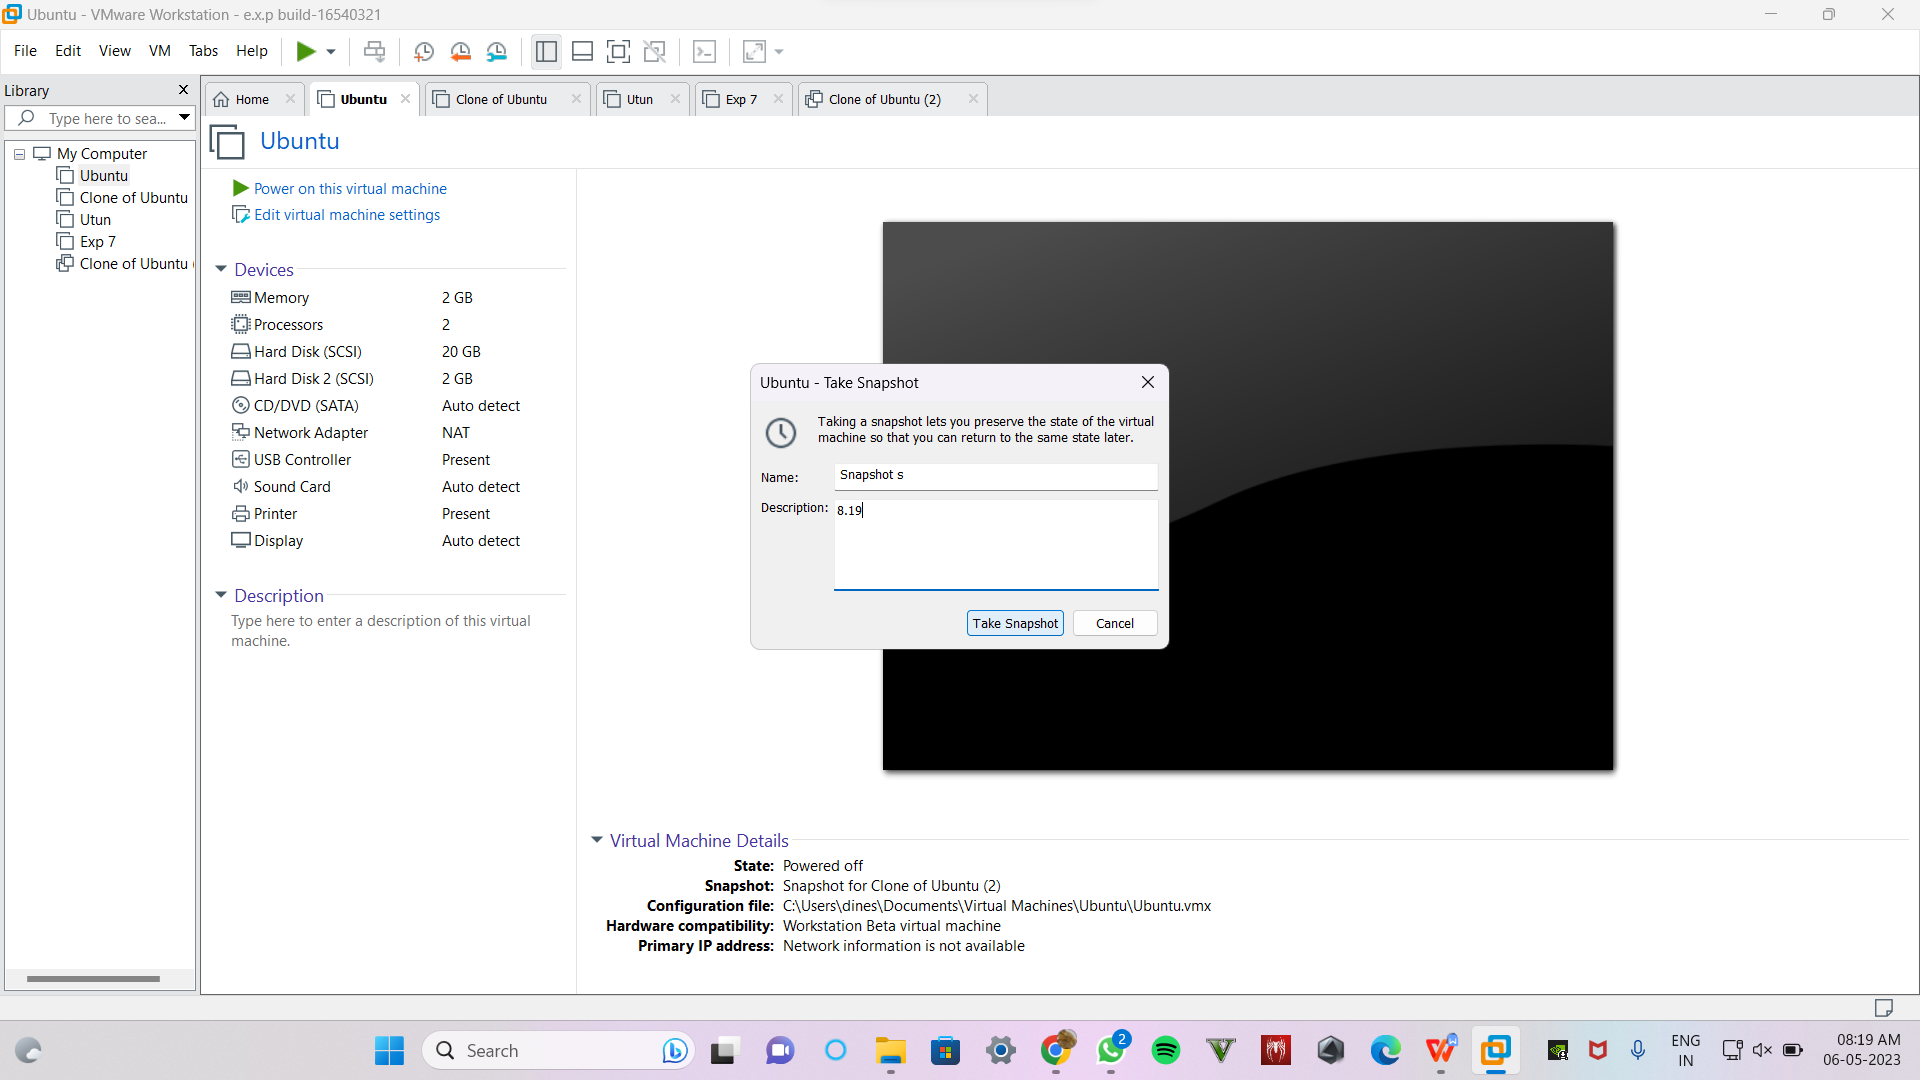 Ubuntu - VMware Workstation - e.x.p build-16540321
File Edit View VM Tabs Help
Library
Type here to sea...
My Computer
Ubuntu
Clone of Ubuntu
Utun
Exp 7
Clone of Ubuntu
Home
Ubuntu
Clone of Ubuntu
Utun
Exp 7
Clone of Ubuntu (2)
Ubuntu
Power on this virtual machine
Edit virtual machine settings
Devices
Memory 2 GB
Processors 2
Hard Disk (SCSI) 20 GB
Hard Disk 2 (SCSI) 2 GB
CD/DVD (SATA) Auto detect
Network Adapter NAT
USB Controller Present
Sound Card Auto detect
Printer Present
Display Auto detect
Description
Type here to enter a description of this virtual
machine.
Ubuntu - Take Snapshot
Taking a snapshot lets you preserve the state of the virtual
machine so that you can return to the same state later.
Name: Snapshot s
Description: 8.19
Take Snapshot Cancel
Virtual Machine Details
State: Powered off
Snapshot: Snapshot for Clone of Ubuntu (2)
Configuration file: C:\Users\dines\Documents\Virtual Machines\Ubuntu\Ubuntu.vmx
Hardware compatibility: Workstation Beta virtual machine
Primary IP address: Network information is not available
Search
2
ENG
IN
08:19 AM
06-05-2023